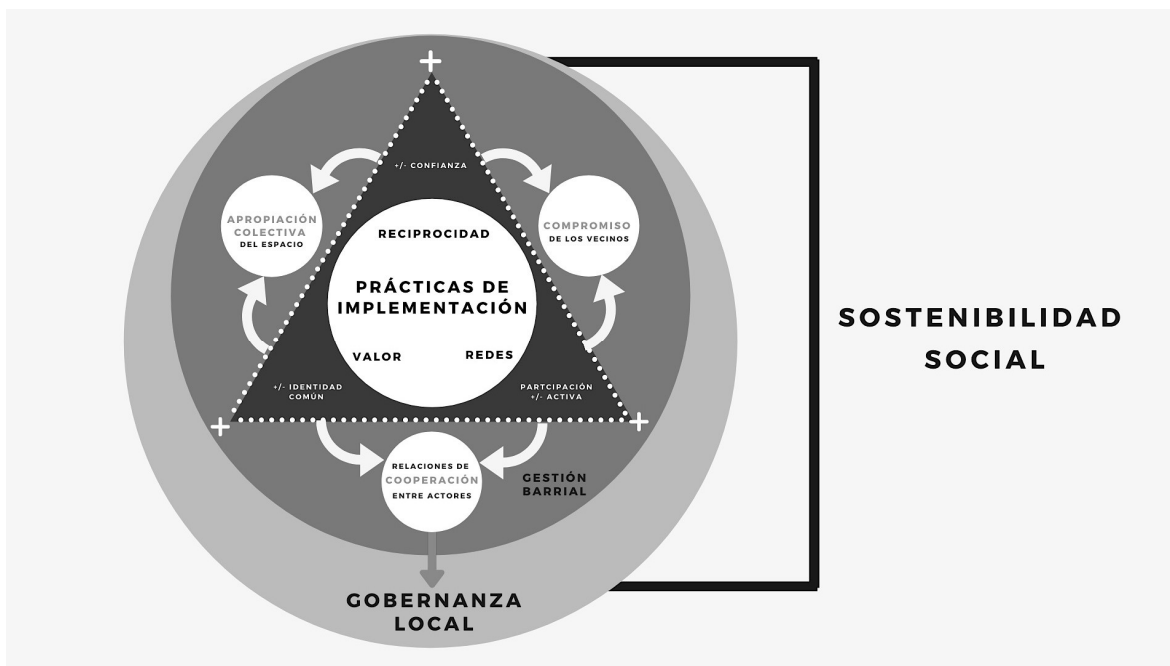 +
+/- CONFIANZA
APROPIACIÓN
COLECTIVA
DEL ESPACIO
COMPROMISO
DE LOS VECINOS
RECIPROCIDAD
PRÁCTICAS DE
IMPLEMENTACIÓN
VALOR
REDES
+/- IDENTIDAD
COMÚN
PARTCIPACIÓN
+/- ACTIVA
+
+
RELACIONES DE
COOPERACIÓN
ENTRE ACTORES
GESTIÓN
BARRIAL
GOBERNANZA
LOCAL
SOSTENIBILIDAD
SOCIAL